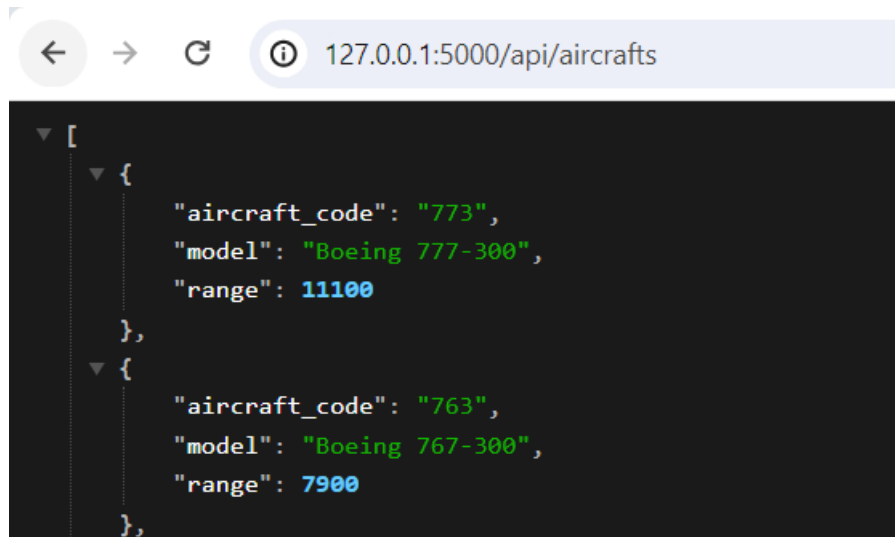 127.0.0.1:5000/api/aircrafts
[
{
"aircraft_code": "773",
"model": "Boeing 777-300",
"range": 11100
},
{
"aircraft_code": "763",
"model": "Boeing 767-300",
"range": 7900
},